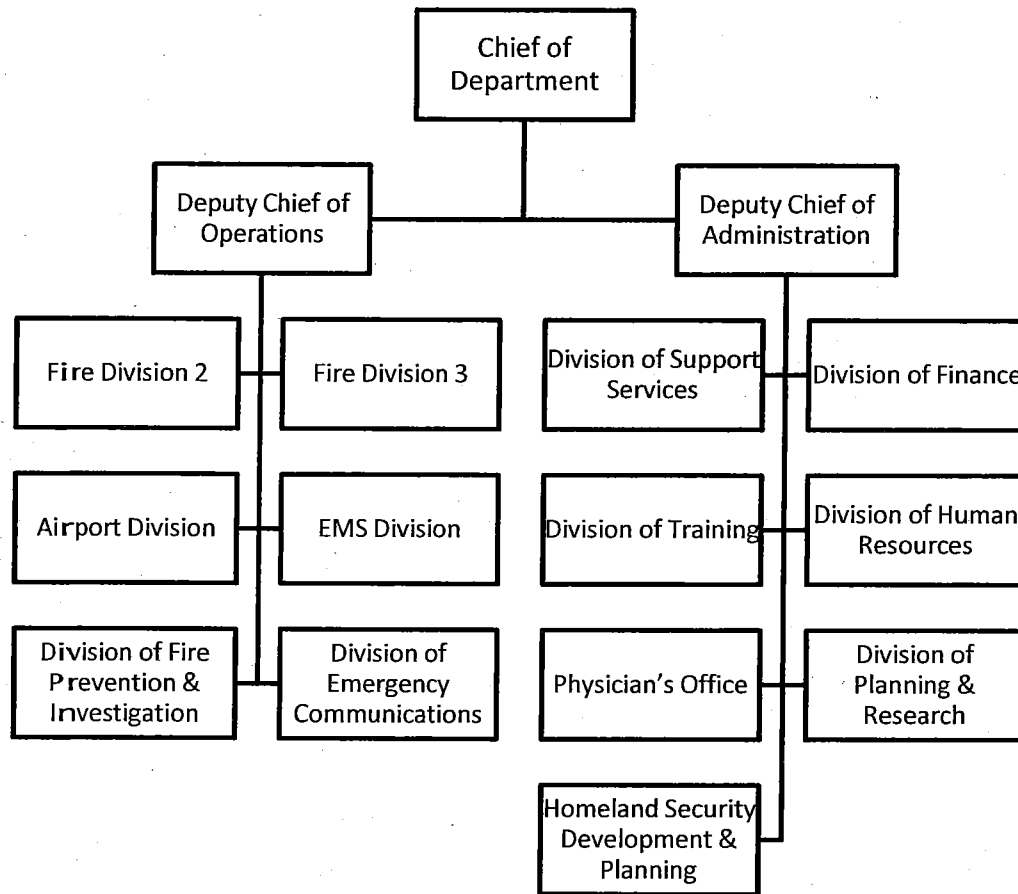 Chief of
Department
Deputy Chief of
Operations
Deputy Chief of
Administration
Fire Division 2
Fire Division 3
Division of Support
Services
Division of Finance
Airport Division
EMS Division
Division of Training
Division of Human
Resources
Division of Fire
Prevention &
Investigation
Division of
Emergency
Communications
Physician's Office
Division of
Planning &
Research
Homeland Security
Development &
Planning